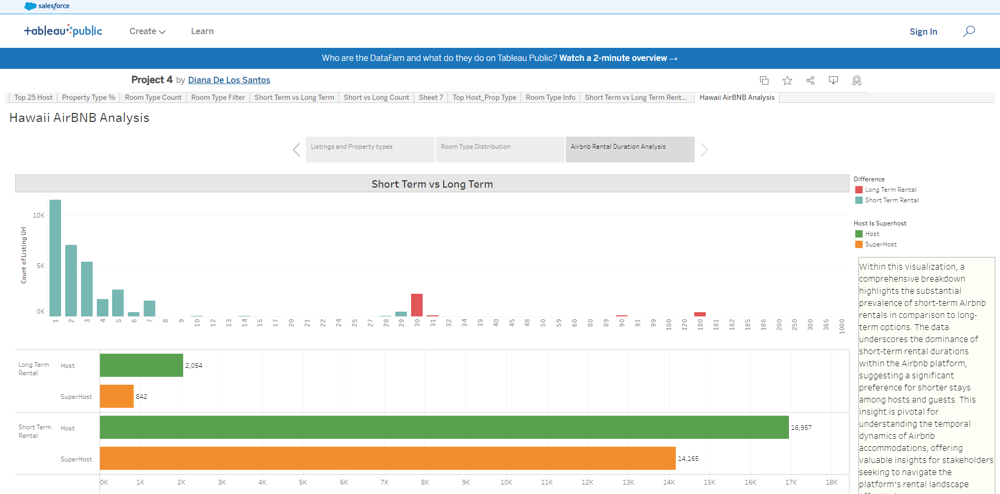 salesforce
+ableau+public
Create
Learn
Sign In
Who are the DataFam and what do they do on Tableau Public? Watch a 2-minute overview →
Project 4 by Diana De Los Santos
Top 25 Host
Property Type %
Room Type Count
Room Type Filter
Short Term vs Long Term
Short vs Long Count
Sheet 7
Top Host_Prop Type
Room Type Info
Short Term vs Long Term Rent...
Hawaii AirBNB Analysis
Hawaii AirBNB Analysis
Listings and Property types
Room Type Distribution
Airbnb Rental Duration Analysis
Short Term vs Long Term
Count of Listing Url
10K
5K
0K
1 2 3 4 5 6 7 8 9 10 12 13 14 15 17 20 21 22 24 25 27 28 29 30 31 32 34 39 40 45 48 50 59 60 80 89 90 91 99 100 120 180 181 182 185 186 200 250 300 365 1000
Long Term
Rental
Host
2,054
SuperHost
842
Short Term
Rental
Host
16,957
SuperHost
14,165
0K 1K 2K 3K 4K 5K 6K 7K 8K 9K 10K 11K 12K 13K 14K 15K 16K 17K 18K
Difference
Long Term Rental
Short Term Rental
Host Is Superhost
Host
SuperHost
Within this visualization, a
comprehensive breakdown
highlights the substantial
prevalence of short-term Airbnb
rentals in comparison to long-
term options. The data
underscores the dominance of
short-term rental durations
within the Airbnb platform,
suggesting a significant
preference for shorter stays
among hosts and guests. This
insight is pivotal for
understanding the temporal
dynamics of Airbnb
accommodations, offering
valuable insights for stakeholders
seeking to navigate the
platform's rental landscape